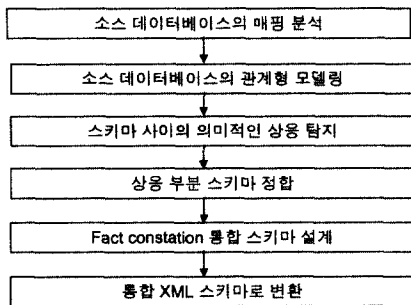 소스 데이터베이스의 매핑 분석
소스 데이터베이스의 관계형 모델링
스키마 사이의 의미적인 상응 탐지
상응 부분 스키마 정합
Fact constation 통합 스키마 설계
통합 XML 스키마로 변환